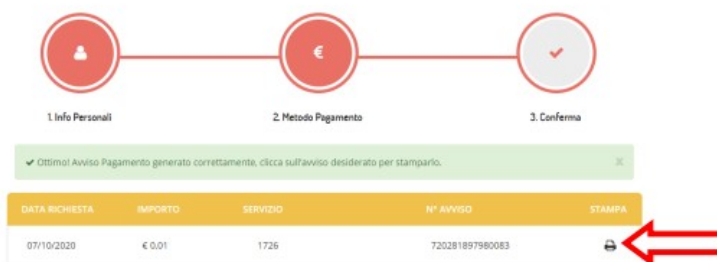 €
1. Info Personali
2. Metodo Pagamento
3. Conferma
✔ Ottimo! Avviso Pagamento generato correttamente, clicca sull'avviso desiderato per stamparlo. ×
DATA RICHIESTA IMPORTO SERVIZIO N° AVVISO STAMPA
07/10/2020 € 0,01 1726 720281897980083